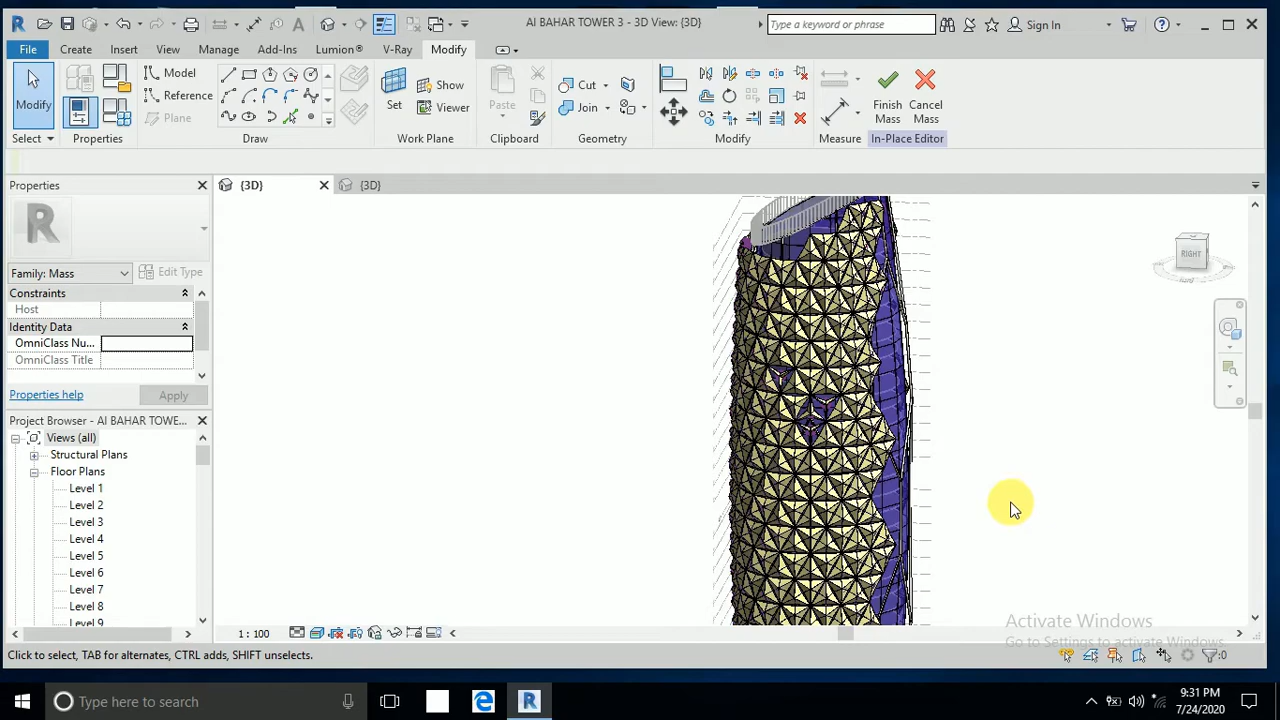 AI BAHAR TOWER 3 - 3D View: {3D}
Type a keyword or phrase
Sign In
File Create Insert View Manage Add-Ins Lumion® V-Ray Modify
Modify
Model
Reference
Plane
Set
Show
Viewer
Paste
Cut
Join
Finish
Mass
Cancel
Mass
Select Properties Draw Work Plane Clipboard Geometry Modify Measure In-Place Editor
Properties
{3D}
{3D}
R
RIGHT
Family: Mass
Edit Type
Constraints
Host
Identity Data
OmniClass Nu...
OmniClass Title
Properties help
Apply
Project Browser - AI BAHAR TOWE...
Views (all)
Structural Plans
Floor Plans
Level 1
Level 2
Level 3
Level 4
Level 5
Level 6
Level 7
Level 8
Level 9
1 : 100
Activate Windows
Go to Settings to activate Windows.
Click to select, TAB for alternates, CTRL adds, SHIFT unselects.
:0
Type here to search
R
9:31 PM
7/24/2020